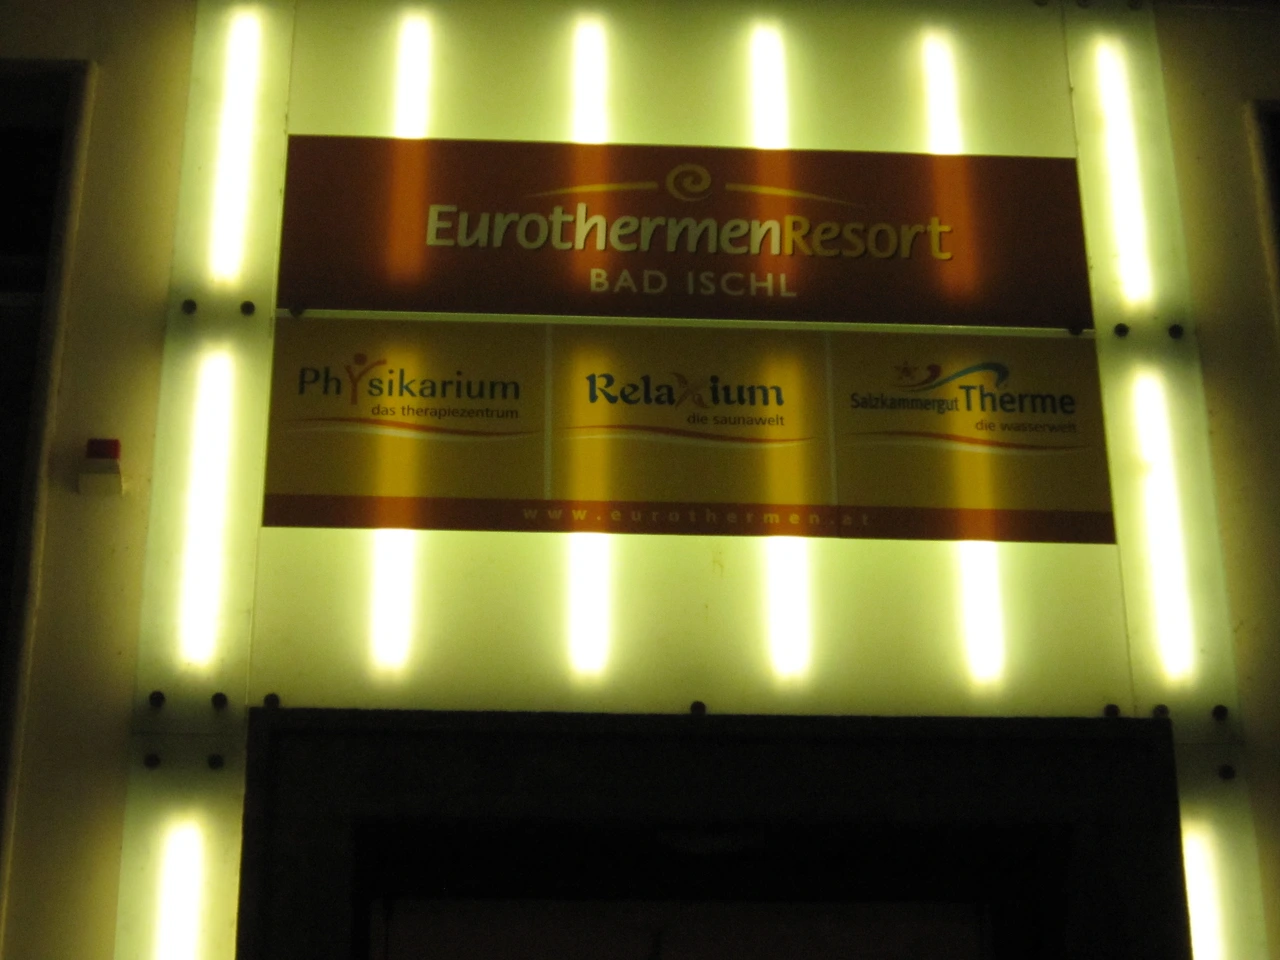 EurothermenResort
BAD ISCHL
Physikarium
das therapiezentrum
Relaxium
die saunawelt
Salzkammergut Therme
die wasserwelt
www.eurothermen.at